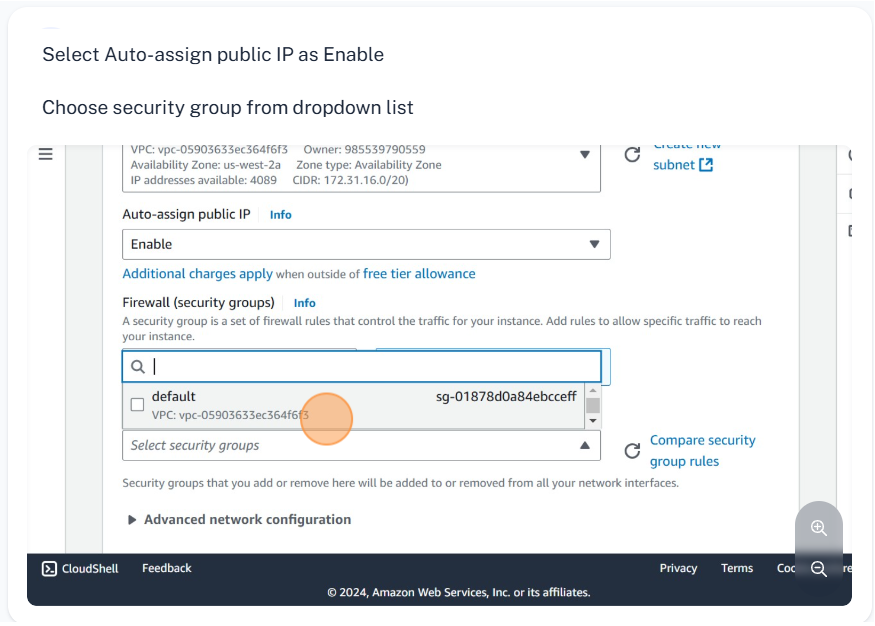 Select Auto-assign public IP as Enable
Choose security group from dropdown list
VPC: vpc-05903633ec364f6f3 Owner: 985539790559
Create new
Availability Zone: us-west-2a Zone type: Availability Zone
subnet
IP addresses available: 4089 CIDR: 172.31.16.0/20)
Auto-assign public IP Info
Enable
Additional charges apply when outside of free tier allowance
Firewall (security groups) Info
A security group is a set of firewall rules that control the traffic for your instance. Add rules to allow specific traffic to reach
your instance.
default sg-01878d0a84ebcceff
VPC: vpc-05903633ec364f6f3
Select security groups
Compare security
group rules
Security groups that you add or remove here will be added to or removed from all your network interfaces.
Advanced network configuration
CloudShell Feedback Privacy Terms
© 2024, Amazon Web Services, Inc. or its affiliates.